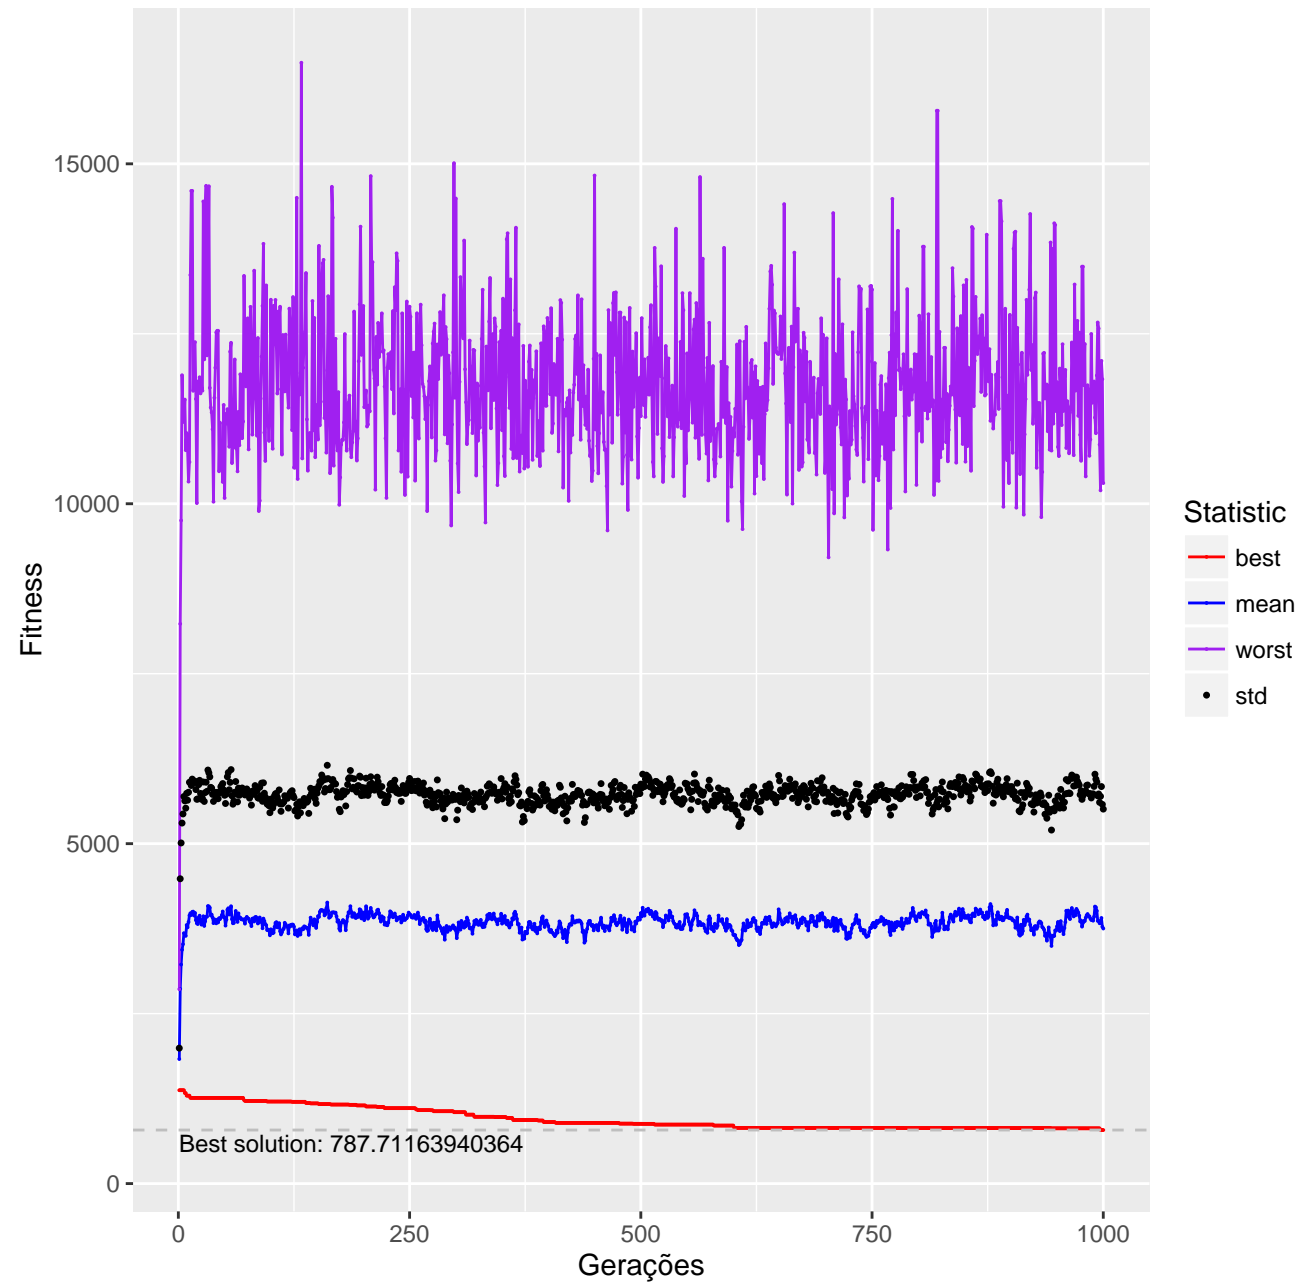 15000
10000
5000
0
Fitness
Best solution: 787.71163940364
0
250
500
750
1000
Gerações
Statistic
best
mean
worst
std